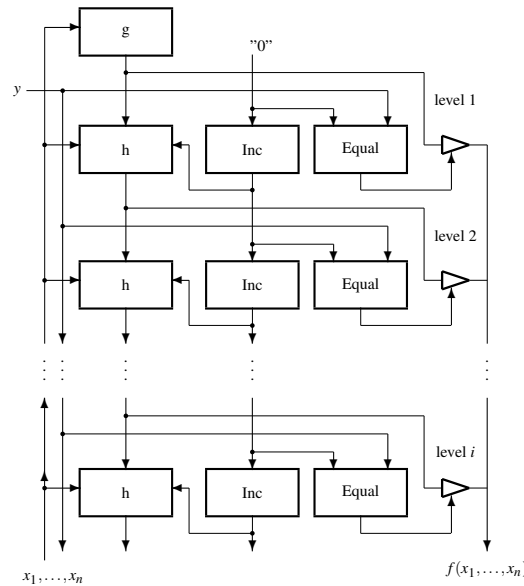 g
"0"
y
level 1
h
Inc
Equal
level 2
h
Inc
Equal
level i
h
Inc
Equal
x₁,…,xₙ
f(x₁,…,xₙ)